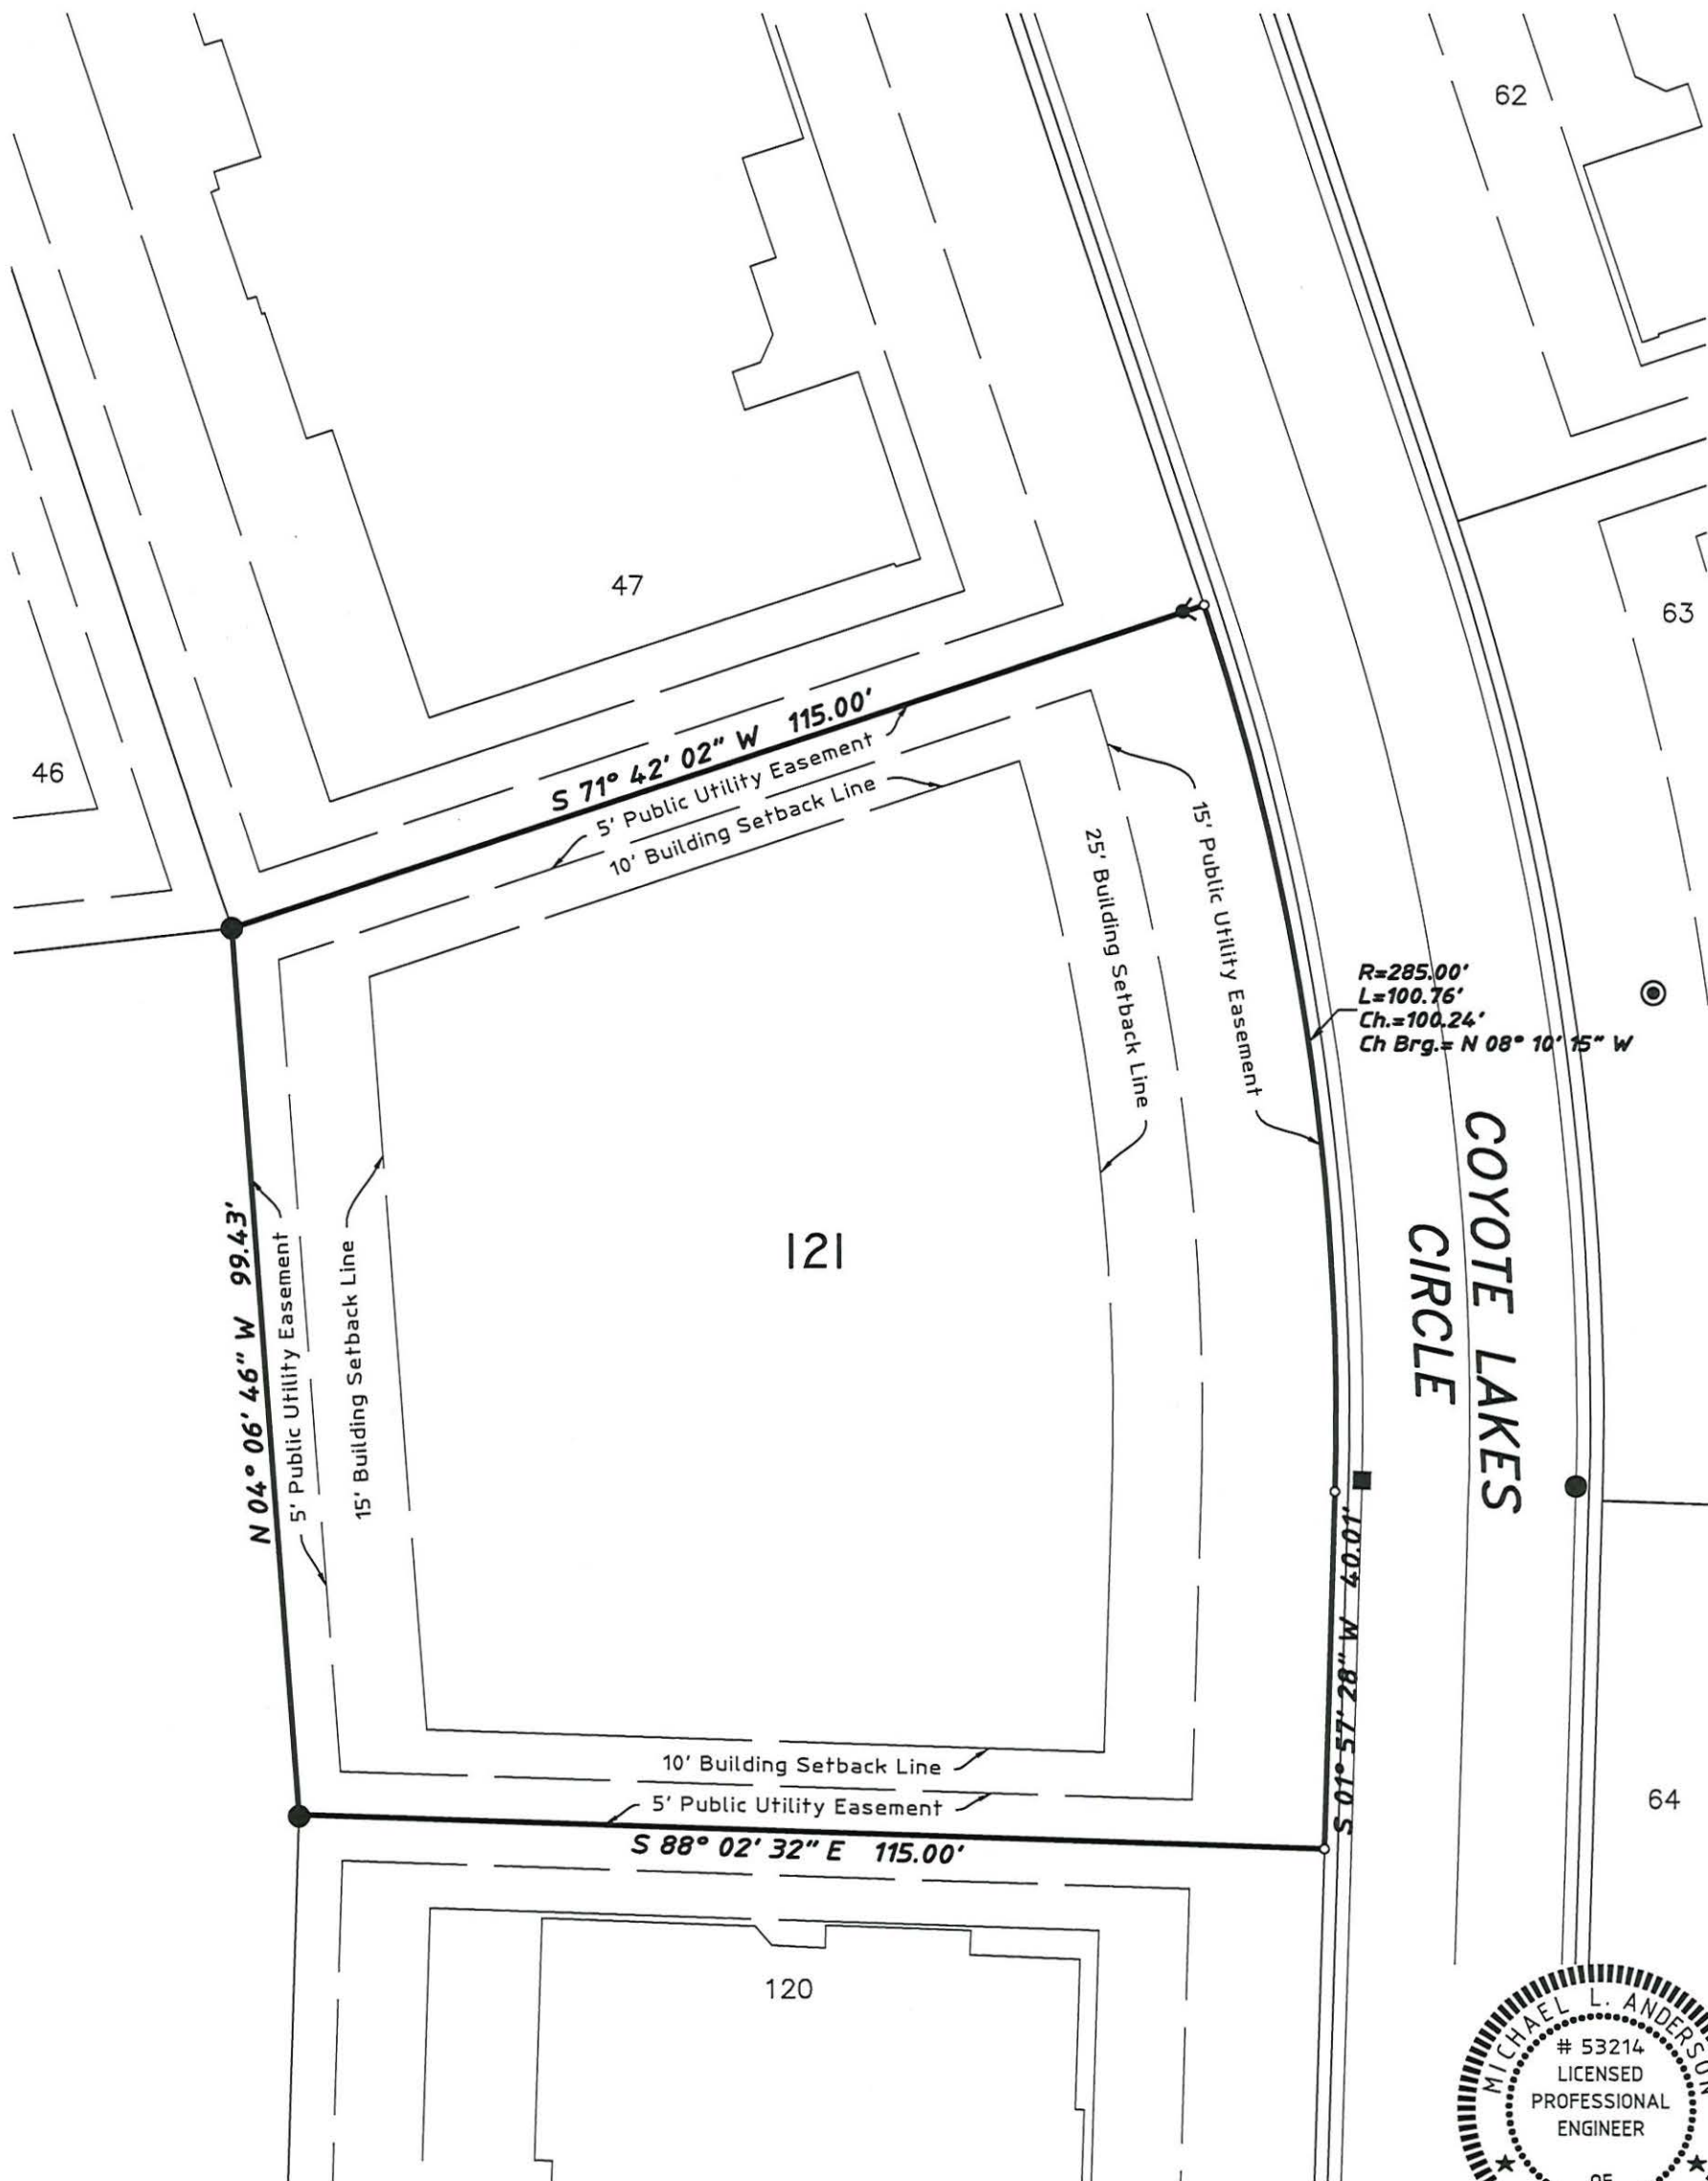 62
47
63
46
S 71° 42' 02" W 115.00'
5' Public Utility Easement
10' Building Setback Line
15' Public Utility Easement
25' Building Setback Line
R=285.00'
L=100.76'
Ch.=100.24'
Ch Brg.= N 08° 10' 15" W
COYOTE LAKES
CIRCLE
N 04° 06' 46" W 99.43'
5' Public Utility Easement
15' Building Setback Line
121
S 01° 57' 28" W 40.01'
10' Building Setback Line
5' Public Utility Easement
S 88° 02' 32" E 115.00'
64
120
MICHAEL L. ANDERSON
# 53214
LICENSED
PROFESSIONAL
ENGINEER
OF